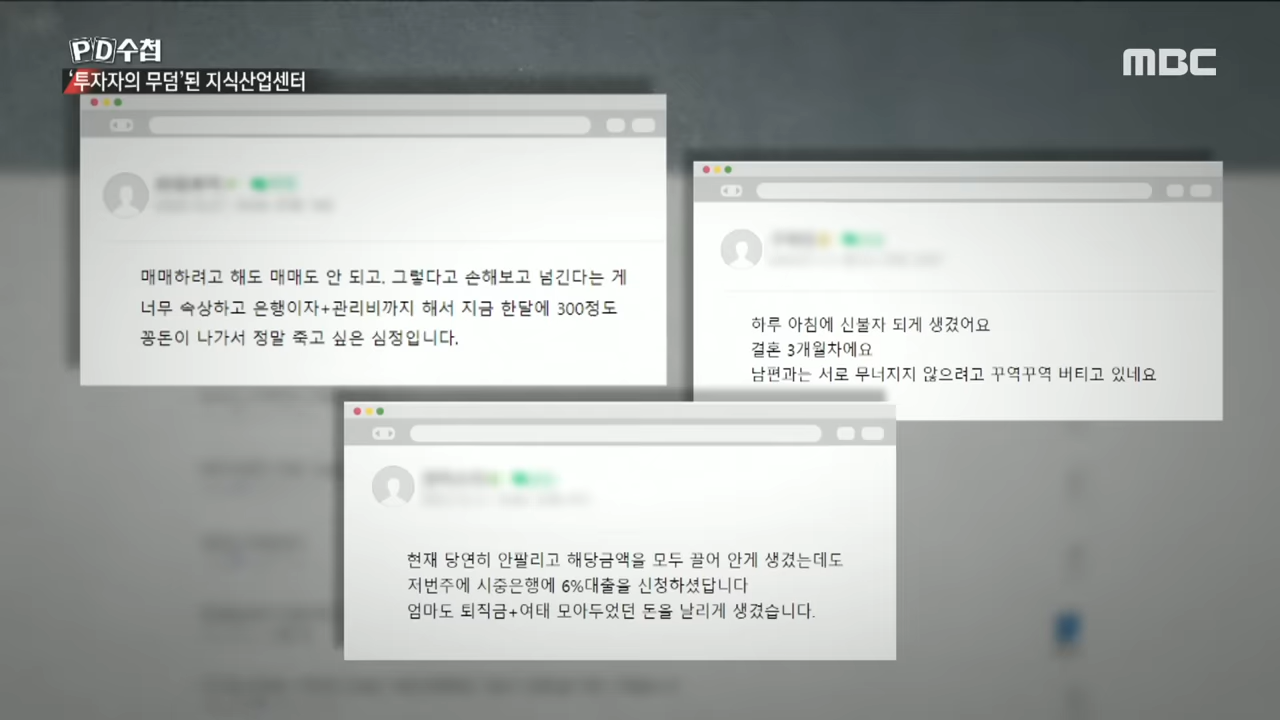 PD수첩
'투자자의 무덤'된 지식산업센터
MBC
매매하려고 해도 매매도 안 되고. 그렇다고 손해보고 넘긴다는 게
너무 속상하고 은행이자+관리비까지 해서 지금 한달에 300정도
꽁돈이 나가서 정말 죽고 싶은 심정입니다.
하루 아침에 신불자 되게 생겼어요
결혼 3개월차에요
남편과는 서로 무너지지 않으려고 꾸역꾸역 버티고 있네요
현재 당연히 안팔리고 해당금액을 모두 끌어 안게 생겼는데도
저번주에 시중은행에 6%대출을 신청하셨답니다
엄마도 퇴직금+여태 모아두었던 돈을 날리게 생겼습니다.